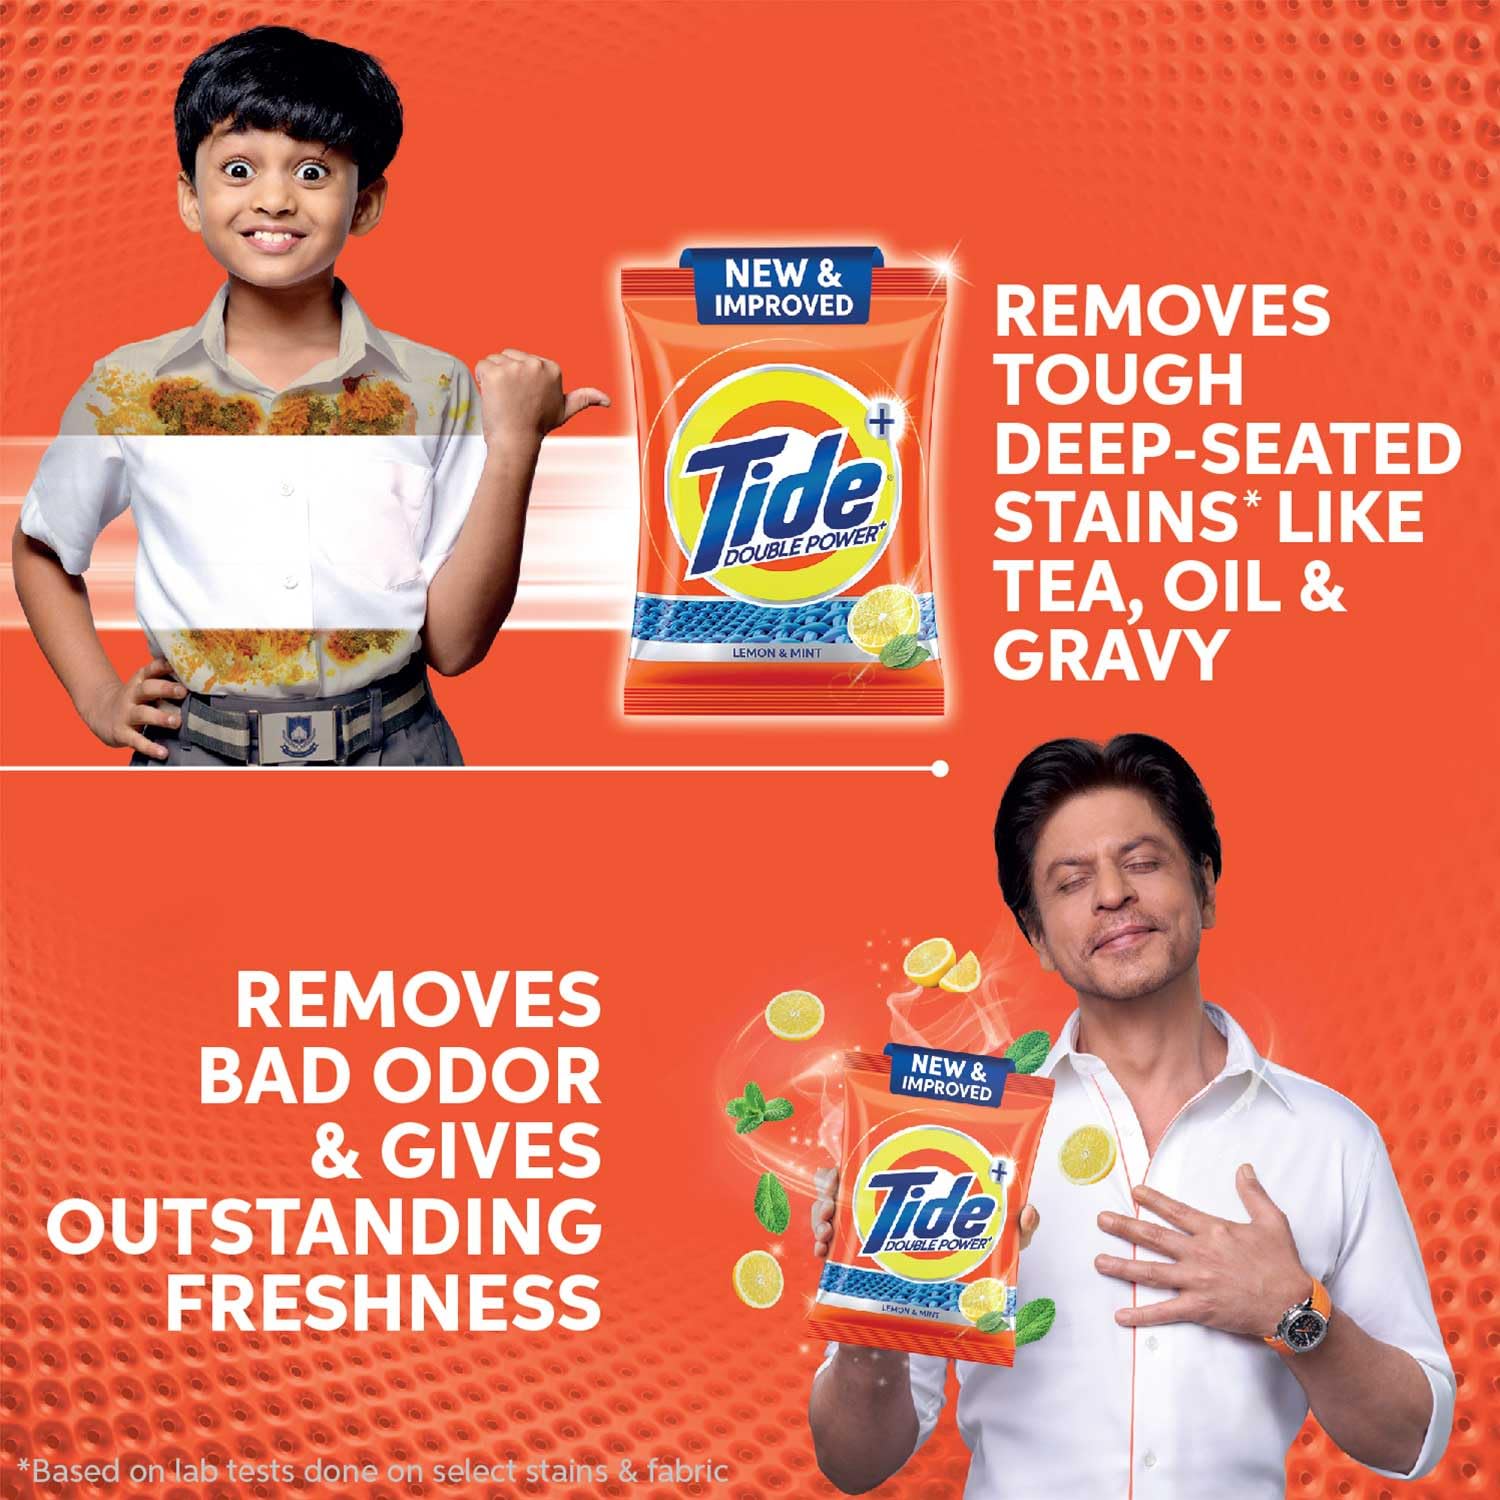 NEW &
IMPROVED
+
Tide
DOUBLE POWER+
LEMON & MINT
REMOVES
TOUGH
DEEP-SEATED
STAINS* LIKE
TEA, OIL &
GRAVY
REMOVES
BAD ODOR
& GIVES
OUTSTANDING
FRESHNESS
NEW &
IMPROVED
+
Tide
DOUBLE POWER+
LEMON & MINT
*Based on lab tests done on select stains & fabric